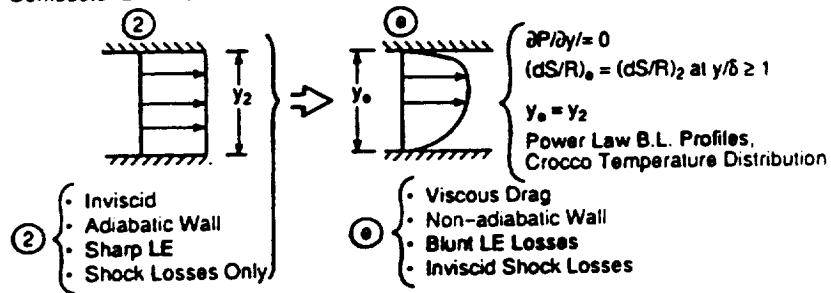 ② ⓔ
∂P/∂y/= 0
(dS/R)ₑ = (dS/R)₂ at y/δ ≥ 1
y₂ yₑ
yₑ = y₂
Power Law B.L. Profiles,
Crocco Temperature Distribution
②
• Inviscid
• Adiabatic Wall
• Sharp LE
• Shock Losses Only
ⓔ
• Viscous Drag
• Non-adiabatic Wall
• Blunt LE Losses
• Inviscid Shock Losses